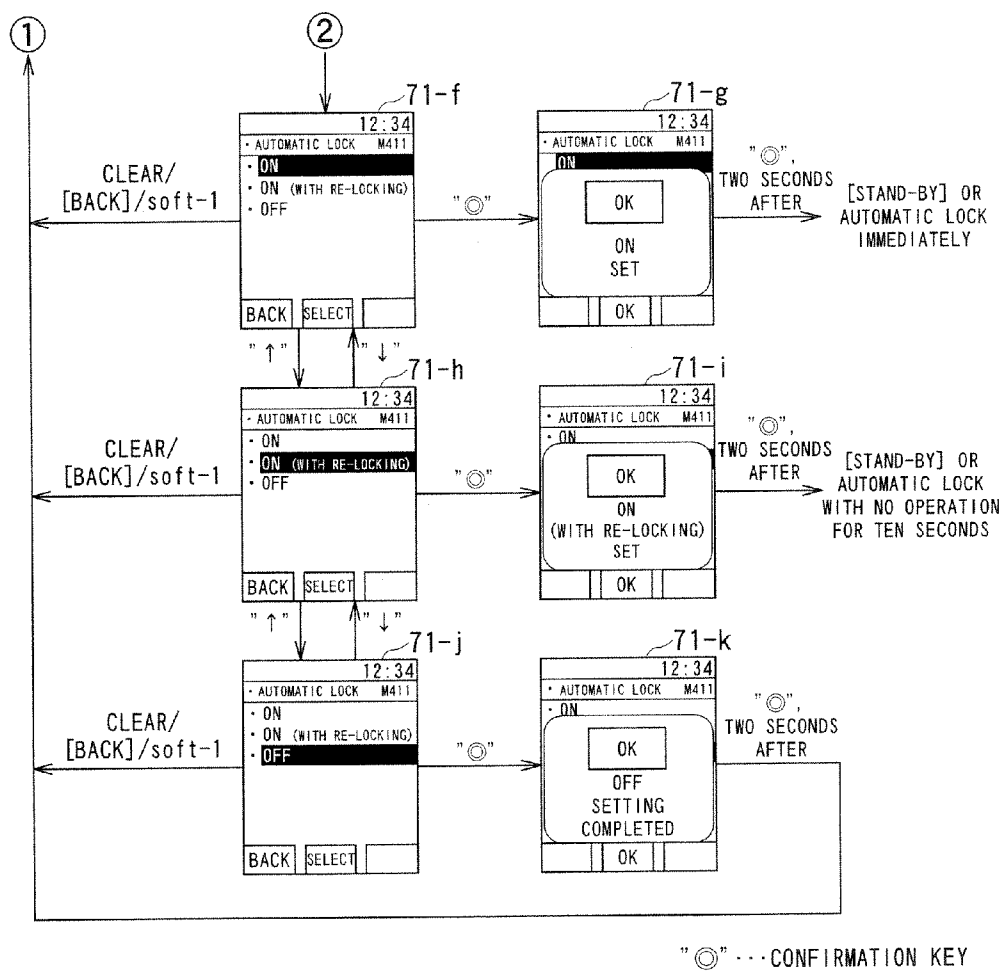 ① ②
71-f
12:34
· AUTOMATIC LOCK M411
· ON
· ON (WITH RE-LOCKING)
· OFF
BACK SELECT
CLEAR/
[BACK]/soft-1
"◎"
71-g
12:34
· AUTOMATIC LOCK M411
ON
OK
ON
SET
OK
"◎",
TWO SECONDS
AFTER
[STAND-BY] OR
AUTOMATIC LOCK
IMMEDIATELY
"↑" "↓"
71-h
12:34
· AUTOMATIC LOCK M411
· ON
· ON (WITH RE-LOCKING)
· OFF
BACK SELECT
CLEAR/
[BACK]/soft-1
"◎"
71-i
12:34
· AUTOMATIC LOCK M411
· ON
OK
ON
(WITH RE-LOCKING)
SET
OK
"◎",
TWO SECONDS
AFTER
[STAND-BY] OR
AUTOMATIC LOCK
WITH NO OPERATION
FOR TEN SECONDS
"↑" "↓"
71-j
12:34
· AUTOMATIC LOCK M411
· ON
· ON (WITH RE-LOCKING)
· OFF
BACK SELECT
CLEAR/
[BACK]/soft-1
"◎"
71-k
12:34
· AUTOMATIC LOCK M411
· ON
OK
OFF
SETTING
COMPLETED
OK
"◎",
TWO SECONDS
AFTER
"◎"···CONFIRMATION KEY